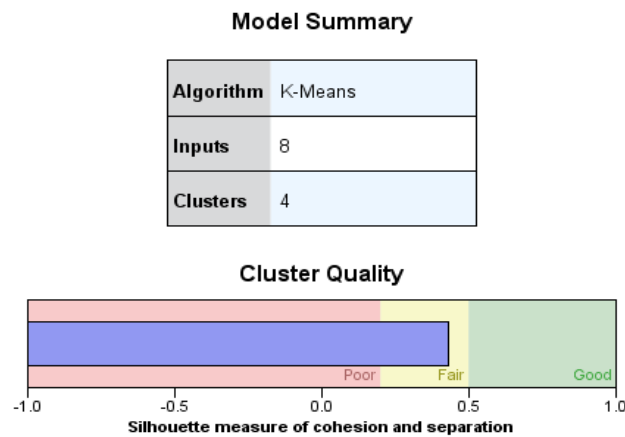 Model Summary
Algorithm K-Means
Inputs 8
Clusters 4
Cluster Quality
Poor Fair Good
-1.0 -0.5 0.0 0.5 1.0
Silhouette measure of cohesion and separation